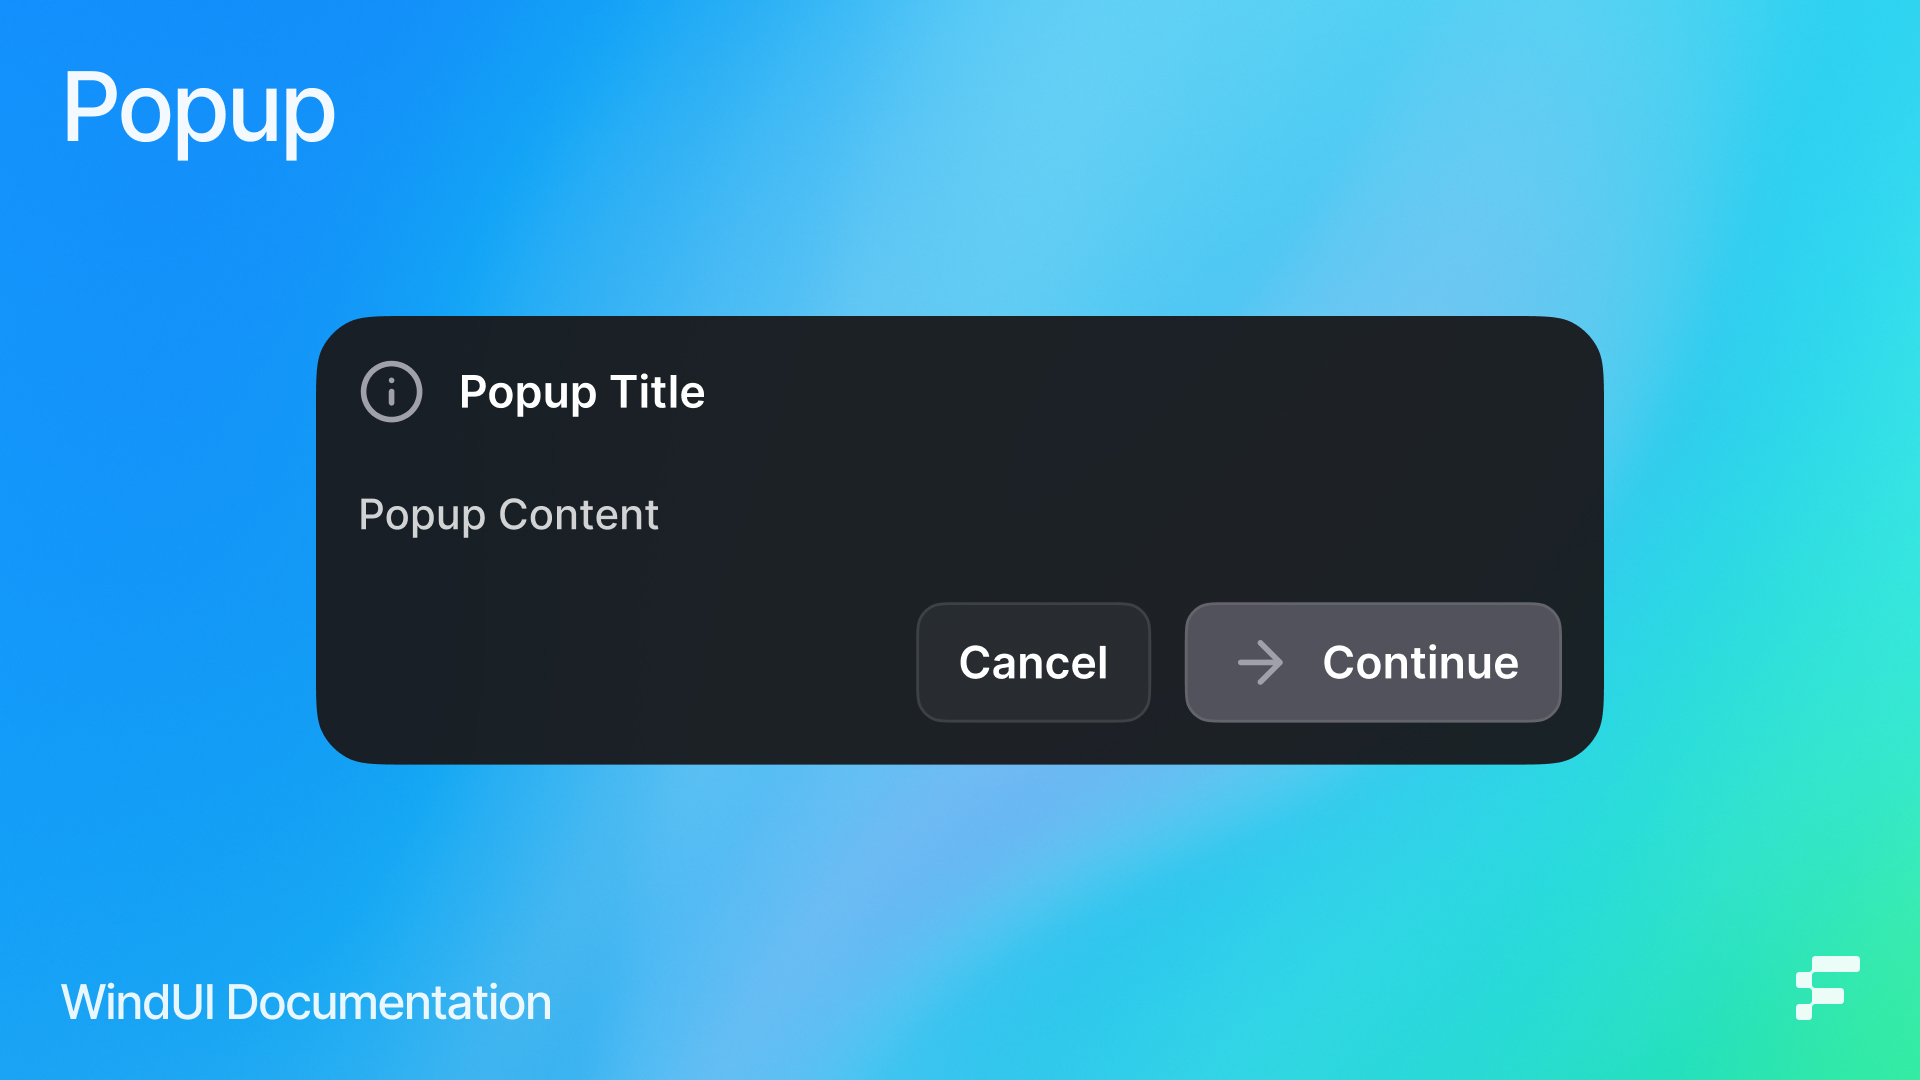 Popup
Popup Title
Popup Content
Cancel
Continue
WindUI Documentation